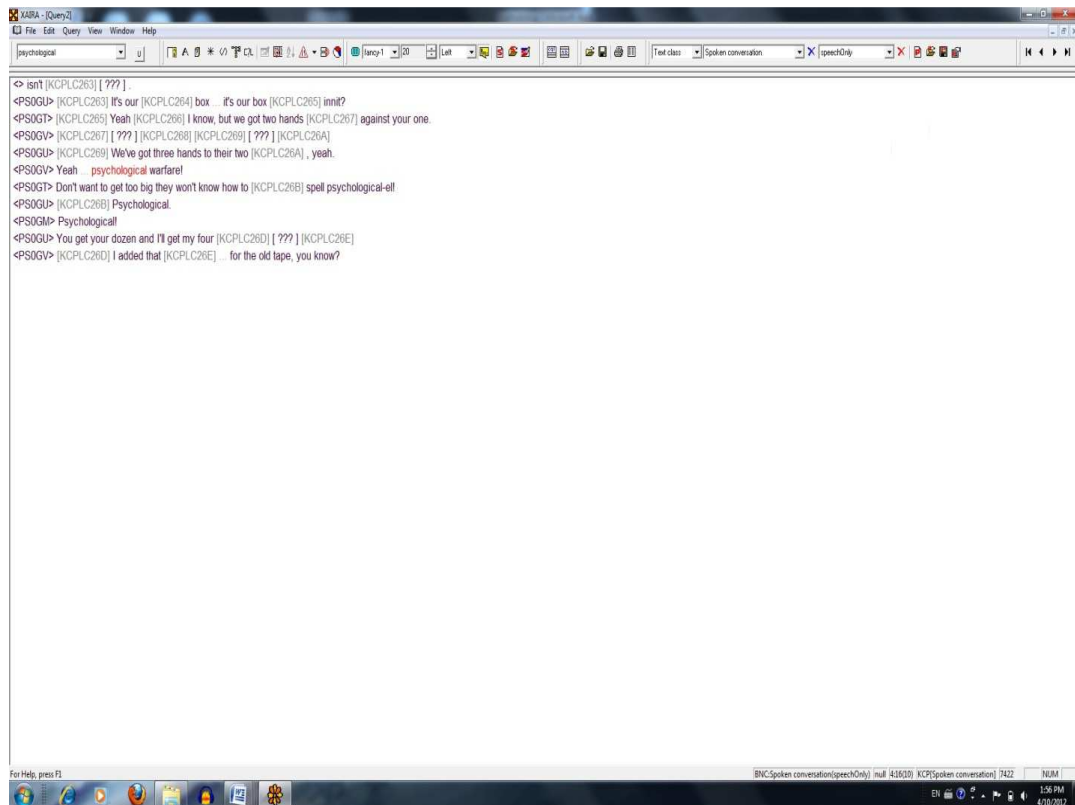 XAIRA - [Query2]
File Edit Query View Window Help
psychological u fancy-1 20 Left Text class Spoken conversation speechOnly
<> isn't [KCPLC263] [ ??? ] .
<PS0GU> [KCPLC263] It's our [KCPLC264] box ... it's our box [KCPLC265] innit?
<PS0GT> [KCPLC265] Yeah [KCPLC266] I know, but we got two hands [KCPLC267] against your one.
<PS0GV> [KCPLC267] [ ??? ] [KCPLC268] [KCPLC269] [ ??? ] [KCPLC26A]
<PS0GU> [KCPLC269] We've got three hands to their two [KCPLC26A] , yeah.
<PS0GV> Yeah ... psychological warfare!
<PS0GT> Don't want to get too big they won't know how to [KCPLC26B] spell psychological-el!
<PS0GU> [KCPLC26B] Psychological.
<PS0GM> Psychological!
<PS0GU> You get your dozen and I'll get my four [KCPLC26D] [ ??? ] [KCPLC26E]
<PS0GV> [KCPLC26D] I added that [KCPLC26E] ... for the old tape, you know?
For Help, press F1 BNC:Spoken conversation(speechOnly) null 4:16(10) KCP[Spoken conversation] 7422 NUM
EN 1:56 PM
4/10/2012